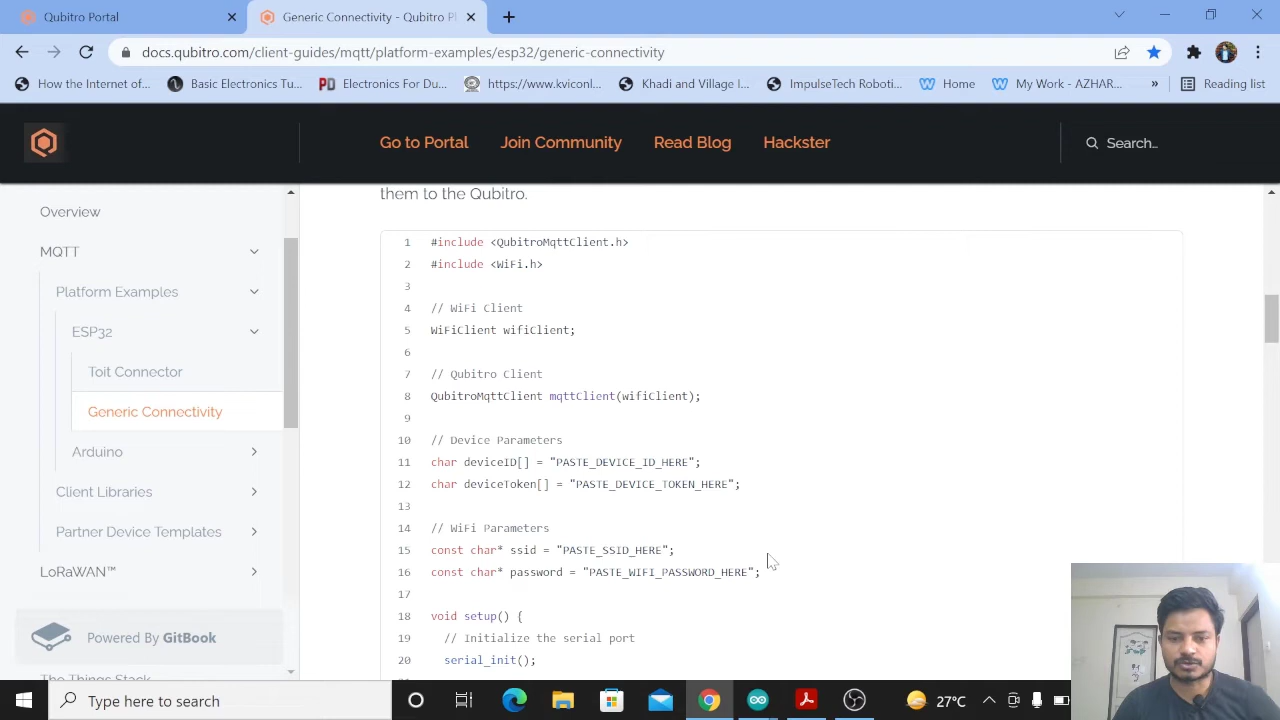 Qubitro Portal
Generic Connectivity - Qubitro Pl
docs.qubitro.com/client-guides/mqtt/platform-examples/esp32/generic-connectivity
How the Internet of...
Basic Electronics Tu...
Electronics For Du...
https://www.kviconl...
Khadi and Village I...
ImpulseTech Roboti...
Home
My Work - AZHAR...
»
Reading list
Go to Portal
Join Community
Read Blog
Hackster
Search...
Overview
MQTT
Platform Examples
ESP32
Toit Connector
Generic Connectivity
Arduino
Client Libraries
Partner Device Templates
LoRaWAN™
Powered By GitBook
The Things Stack
them to the Qubitro.
1 #include <QubitroMqttClient.h>
2 #include <WiFi.h>
3
4 // WiFi Client
5 WiFiClient wifiClient;
6
7 // Qubitro Client
8 QubitroMqttClient mqttClient(wifiClient);
9
10 // Device Parameters
11 char deviceID[] = "PASTE_DEVICE_ID_HERE";
12 char deviceToken[] = "PASTE_DEVICE_TOKEN_HERE";
13
14 // WiFi Parameters
15 const char* ssid = "PASTE_SSID_HERE";
16 const char* password = "PASTE_WIFI_PASSWORD_HERE";
17
18 void setup() {
19 // Initialize the serial port
20 serial_init();
Type here to search
27°C